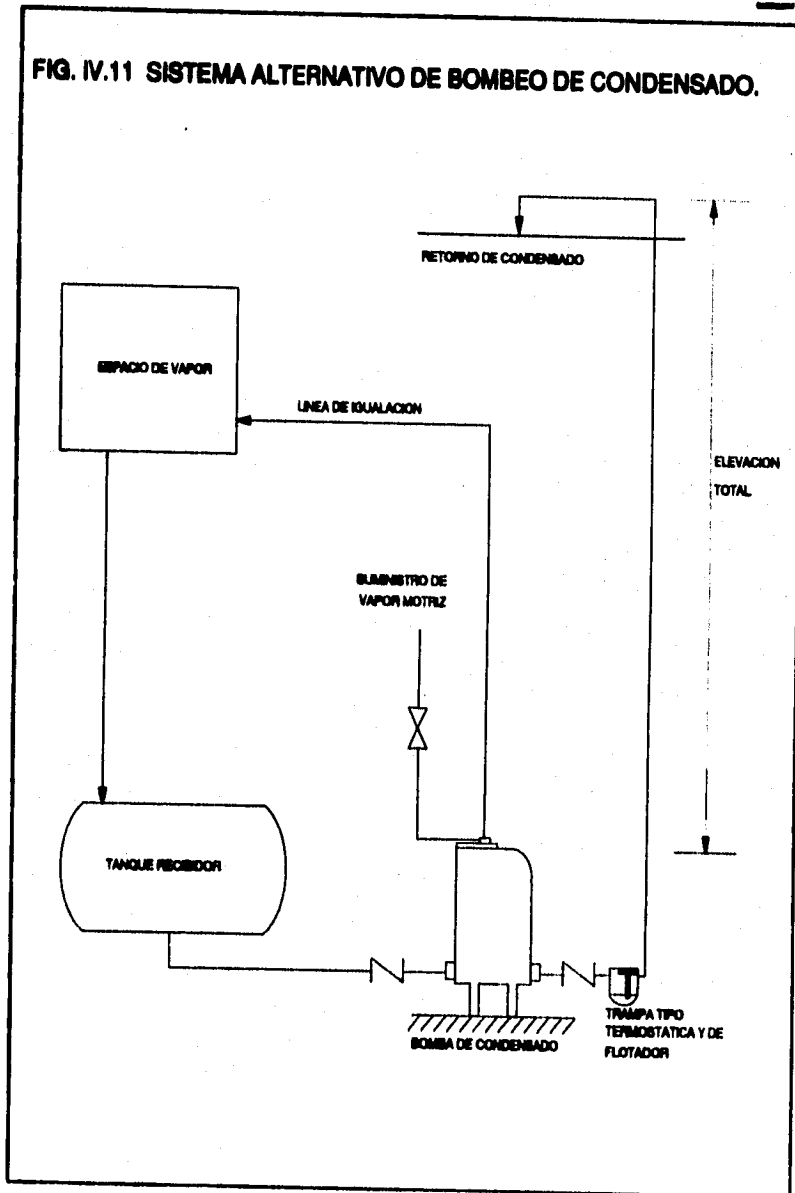 FIG. IV.11 SISTEMA ALTERNATIVO DE BOMBEO DE CONDENSADO.
RETORNO DE CONDENSADO
ESPACIO DE VAPOR
LINEA DE IGUALACION
ELEVACION
TOTAL
SUMINISTRO DE
VAPOR MOTRIZ
TANQUE RECIBIDOR
TRAMPA TIPO
TERMOSTATICA Y DE
FLOTADOR
BOMBA DE CONDENSADO